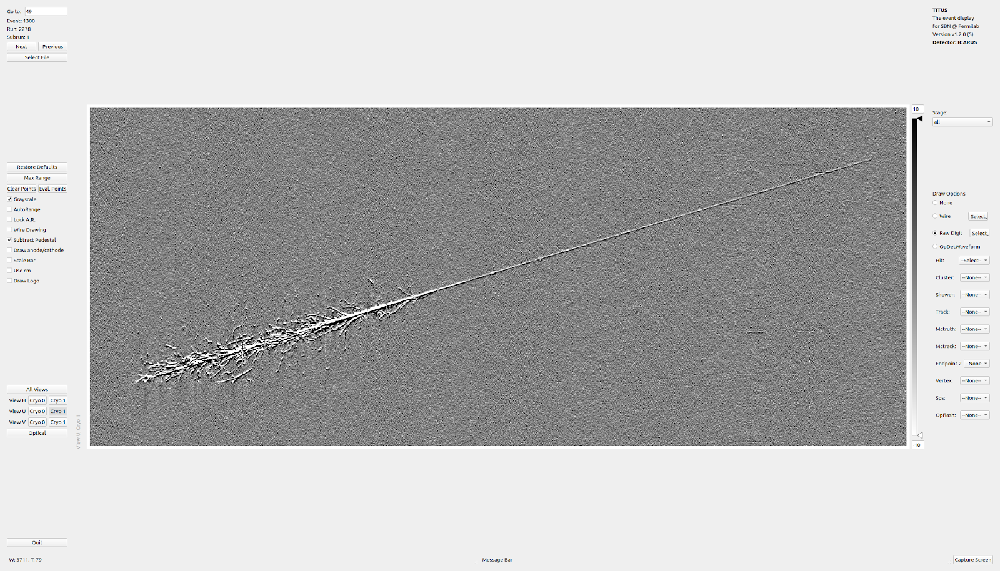 Go to: 49
Event: 1300
Run: 2278
Subrun: 1
Next Previous
Select File
Restore Defaults
Max Range
Clear Points Eval. Points
Grayscale
AutoRange
Lock A.R.
Wire Drawing
Subtract Pedestal
Draw anode/cathode
Scale Bar
Use cm
Draw Logo
All Views
View H Cryo 0 Cryo 1
View U Cryo 0 Cryo 1
View V Cryo 0 Cryo 1
Optical
Quit
W: 3711, T: 79
View U, Cryo 1
Message Bar
10
-10
TITUS
The event display
for SBN @ Fermilab
Version v1.2.0 (5)
Detector: ICARUS
Stage:
all
Draw Options
None
Wire Select
Raw Digit Select
OpDetWaveform
Hit: --Select--
Cluster: --None--
Shower: --None--
Track: --None--
Mctruth: --None--
Mctrack: --None--
Endpoint 2 --None
Vertex: --None--
Sps: --None--
Opflash: --None--
Capture Screen